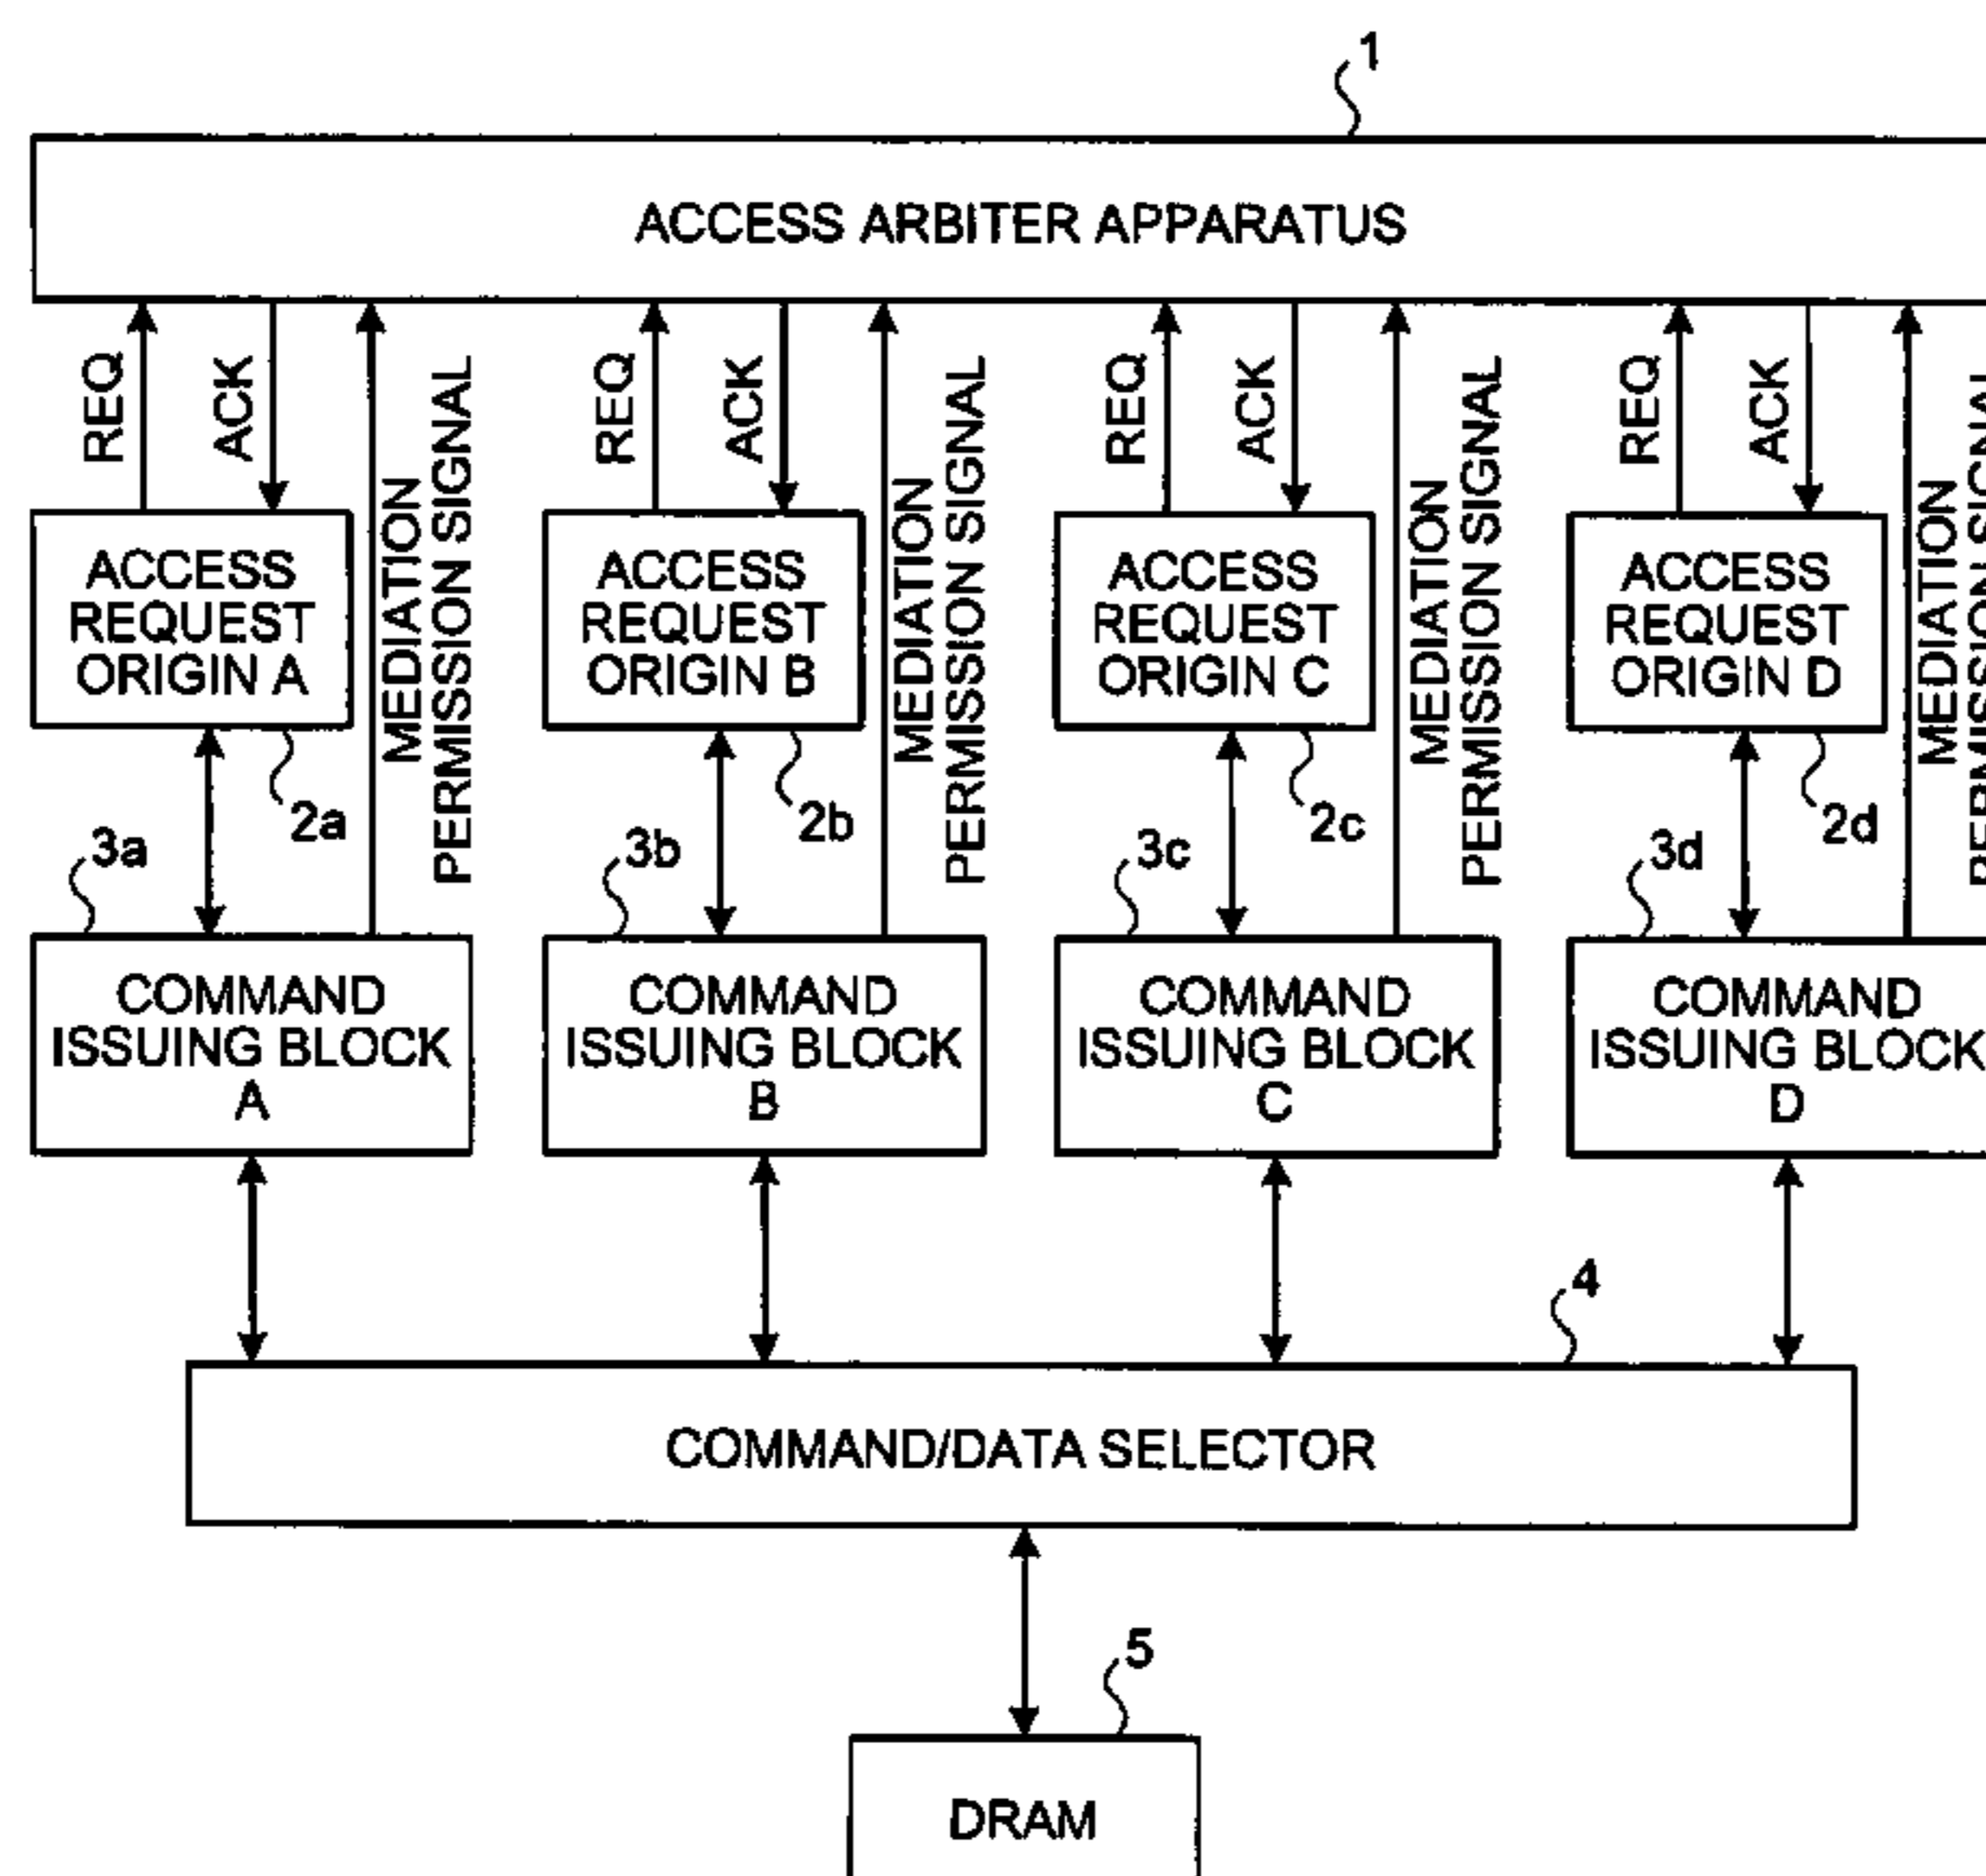 1
ACCESS ARBITER APPARATUS
REQ
ACK
MEDIATION
PERMISSION SIGNAL
REQ
ACK
MEDIATION
PERMISSION SIGNAL
REQ
ACK
MEDIATION
PERMISSION SIGNAL
REQ
ACK
MEDIATION
PERMISSION SIGNAL
ACCESS
REQUEST
ORIGIN A
ACCESS
REQUEST
ORIGIN B
ACCESS
REQUEST
ORIGIN C
ACCESS
REQUEST
ORIGIN D
2a
2b
2c
2d
3a
3b
3c
3d
COMMAND
ISSUING BLOCK
A
COMMAND
ISSUING BLOCK
B
COMMAND
ISSUING BLOCK
C
COMMAND
ISSUING BLOCK
D
4
COMMAND/DATA SELECTOR
5
DRAM